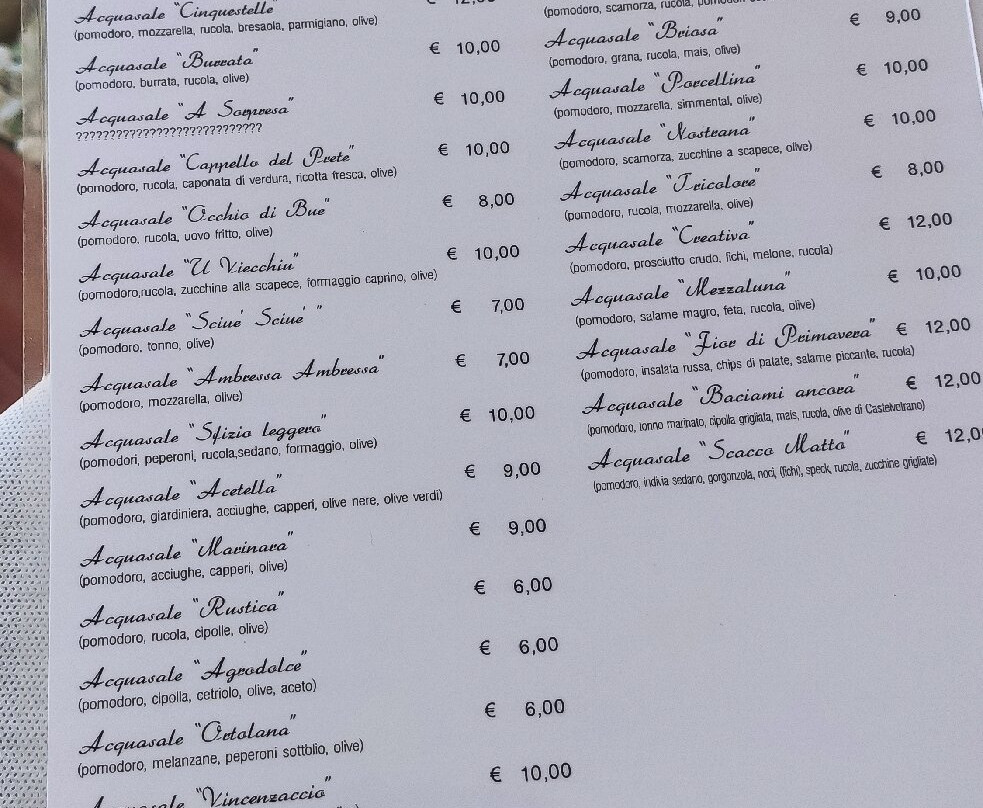 Acquasale "Cinquestelle" € 12,00
(pomodoro, mozzarella, rucola, bresaola, parmigiano, olive)
Acquasale "Burrata" € 10,00
(pomodoro, burrata, rucola, olive)
Acquasale "A Sorpresa" € 10,00
????????????????????????????
Acquasale "Cappello del Prete" € 10,00
(pomodoro, rucola, caponata di verdura, ricotta fresca, olive)
Acquasale "Occhio di Bue" € 8,00
(pomodoro, rucola, uovo fritto, olive)
Acquasale "U Viecchiu" € 10,00
(pomodoro,rucola, zucchine alla scapece, formaggio caprino, olive)
Acquasale "Sciue' Sciue' " € 7,00
(pomodoro, tonno, olive)
Acquasale "Ambressa Ambressa" € 7,00
(pomodoro, mozzarella, olive)
Acquasale "Sfizio leggero" € 10,00
(pomodori, peperoni, rucola,sedano, formaggio, olive)
Acquasale "Acetella" € 9,00
(pomodoro, giardiniera, acciughe, capperi, olive nere, olive verdi)
Acquasale "Marinara" € 9,00
(pomodoro, acciughe, capperi, olive)
Acquasale "Rustica" € 6,00
(pomodoro, rucola, cipolle, olive)
Acquasale "Agrodolce" € 6,00
(pomodoro, cipolla, cetriolo, olive, aceto)
Acquasale "Ortolana" € 6,00
(pomodoro, melanzane, peperoni sottolio, olive)
Acquasale "Vincenzaccio" € 10,00
(pomodoro, scamorza, rucola,
Acquasale "Briosa" € 9,00
(pomodoro, grana, rucola, mais, olive)
Acquasale "Porcellina" € 10,00
(pomodoro, mozzarella, simmental, olive)
Acquasale "Nostrana" € 10,00
(pomodoro, scamorza, zucchine a scapece, olive)
Acquasale "Tricolore" € 8,00
(pomodoro, rucola, mozzarella, olive)
Acquasale "Creativa" € 12,00
(pomodoro, prosciutto crudo, fichi, melone, rucola)
Acquasale "Mezzaluna" € 10,00
(pomodoro, salame magro, feta, rucola, olive)
Acquasale "Fior di Primavera" € 12,00
(pomodoro, insalata russa, chips di patate, salame piccante, rucola)
Acquasale "Baciami ancora" € 12,00
(pomodoro, tonno marinato, cipolla grigliata, mais, rucola, olive di Castelvetrano)
Acquasale "Scacco Matto" € 12,0
(pomodoro, indivia sedano, gorgonzola, noci, (fichi), speck, rucola, zucchine grigliate)